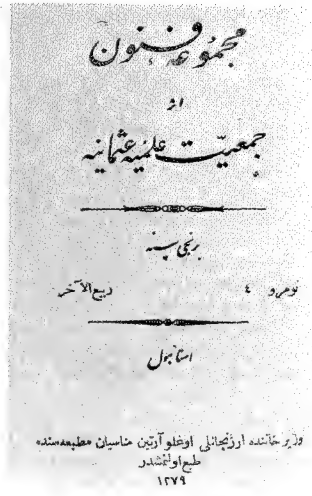 مجموعه فنون
اثر
جمعیت علمیه عثمانیه
برنجی سنه
نومرو ٤ ربیع الآخر
استانبول
وزیر خاننده ارزنجانلی اوغلو آرتین مناسیان مطبعه‌سنده
طبع اولنمشدر
١٢٧٩